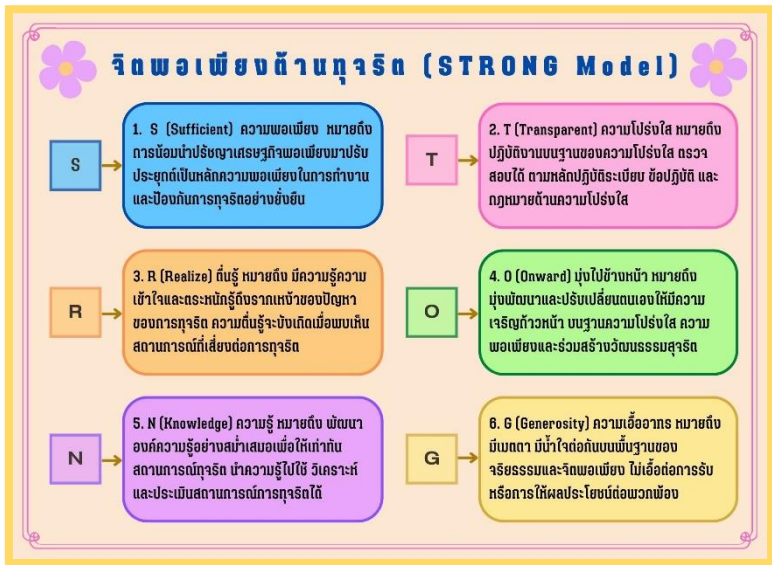 จิตพอเพียงต้านทุจริต (STRONG Model)
S
1. S (Sufficient) ความพอเพียง หมายถึง
การน้อมนำปรัชญาเศรษฐกิจพอเพียงมาปรับ
ประยุกต์เป็นหลักความพอเพียงในการทำงาน
และป้องกันการทุจริตอย่างยั่งยืน
T
2. T (Transparent) ความโปร่งใส หมายถึง
ปฏิบัติงานบนฐานของความโปร่งใส ตรวจ
สอบได้ ตามหลักปฏิบัติระเบียบ ข้อปฏิบัติ และ
กฎหมายด้านความโปร่งใส
R
3. R (Realize) ตื่นรู้ หมายถึง มีความรู้ความ
เข้าใจและตระหนักรู้ถึงรากเหง้าของปัญหา
ของการทุจริต ความตื่นรู้จะบังเกิดเมื่อพบเห็น
สถานการณ์ที่เสี่ยงต่อการทุจริต
O
4. O (Onward) มุ่งไปข้างหน้า หมายถึง
มุ่งพัฒนาและปรับเปลี่ยนตนเองให้มีความ
เจริญก้าวหน้า บนฐานความโปร่งใส ความ
พอเพียงและร่วมสร้างวัฒนธรรมสุจริต
N
5. N (Knowledge) ความรู้ หมายถึง พัฒนา
องค์ความรู้อย่างสม่ำเสมอเพื่อให้เท่าทัน
สถานการณ์ทุจริต นำความรู้ไปใช้ วิเคราะห์
และประเมินสถานการณ์การทุจริตได้
G
6. G (Generosity) ความเอื้ออาทร หมายถึง
มีเมตตา มีน้ำใจต่อกันบนพื้นฐานของ
จริยธรรมและจิตพอเพียง ไม่เอื้อต่อการรับ
หรือการให้ผลประโยชน์ต่อพวกพ้อง